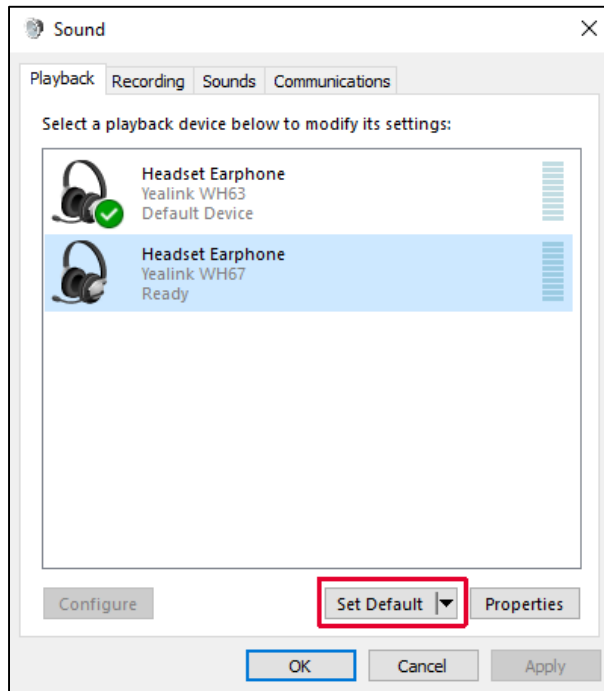 Sound
Playback Recording Sounds Communications
Select a playback device below to modify its settings:
Headset Earphone
Yealink WH63
Default Device
Headset Earphone
Yealink WH67
Ready
Configure Set Default Properties
OK Cancel Apply